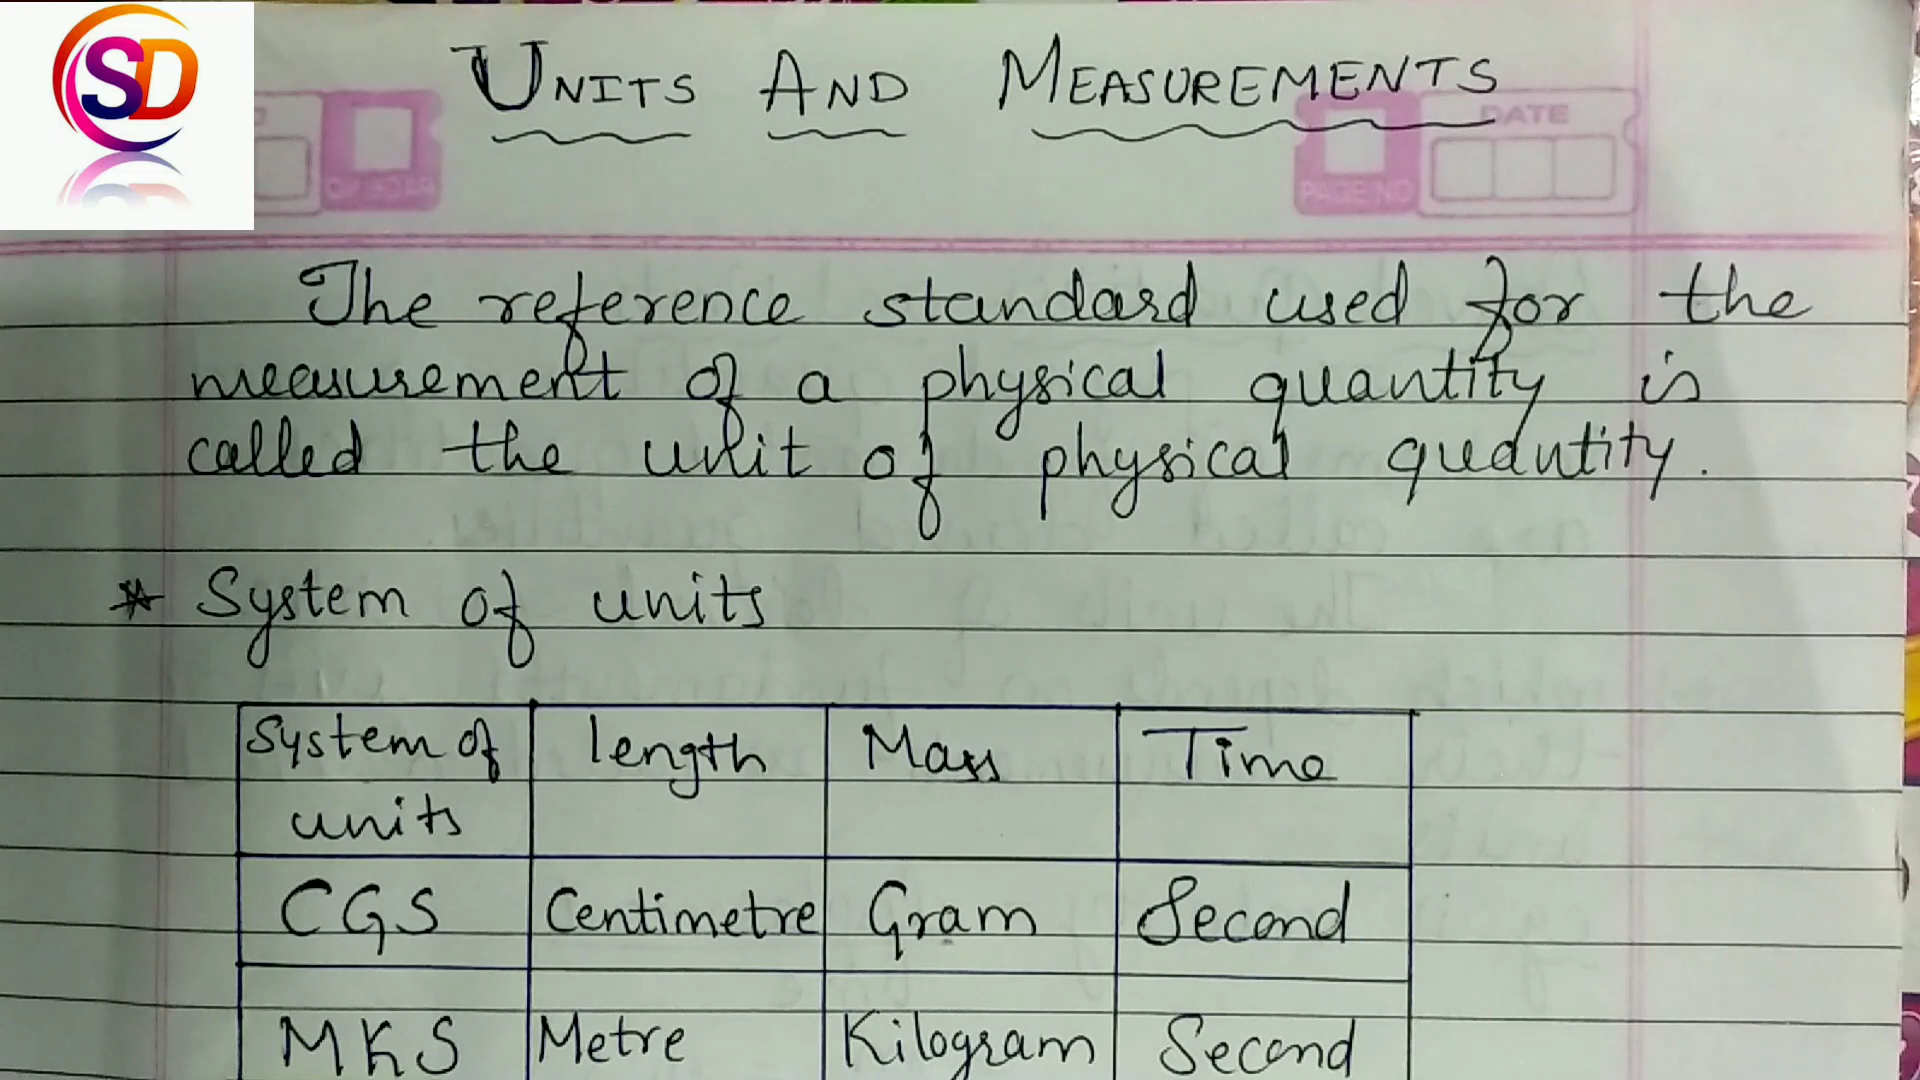 SD
UNITS AND MEASUREMENTS
DATE
PAGE NO
The reference standard used for the
measurement of a physical quantity is
called the unit of physical quantity.
* System of units
System of units | length | Mass | Time
CGS | Centimetre | Gram | Second
MKS | Metre | Kilogram | Second